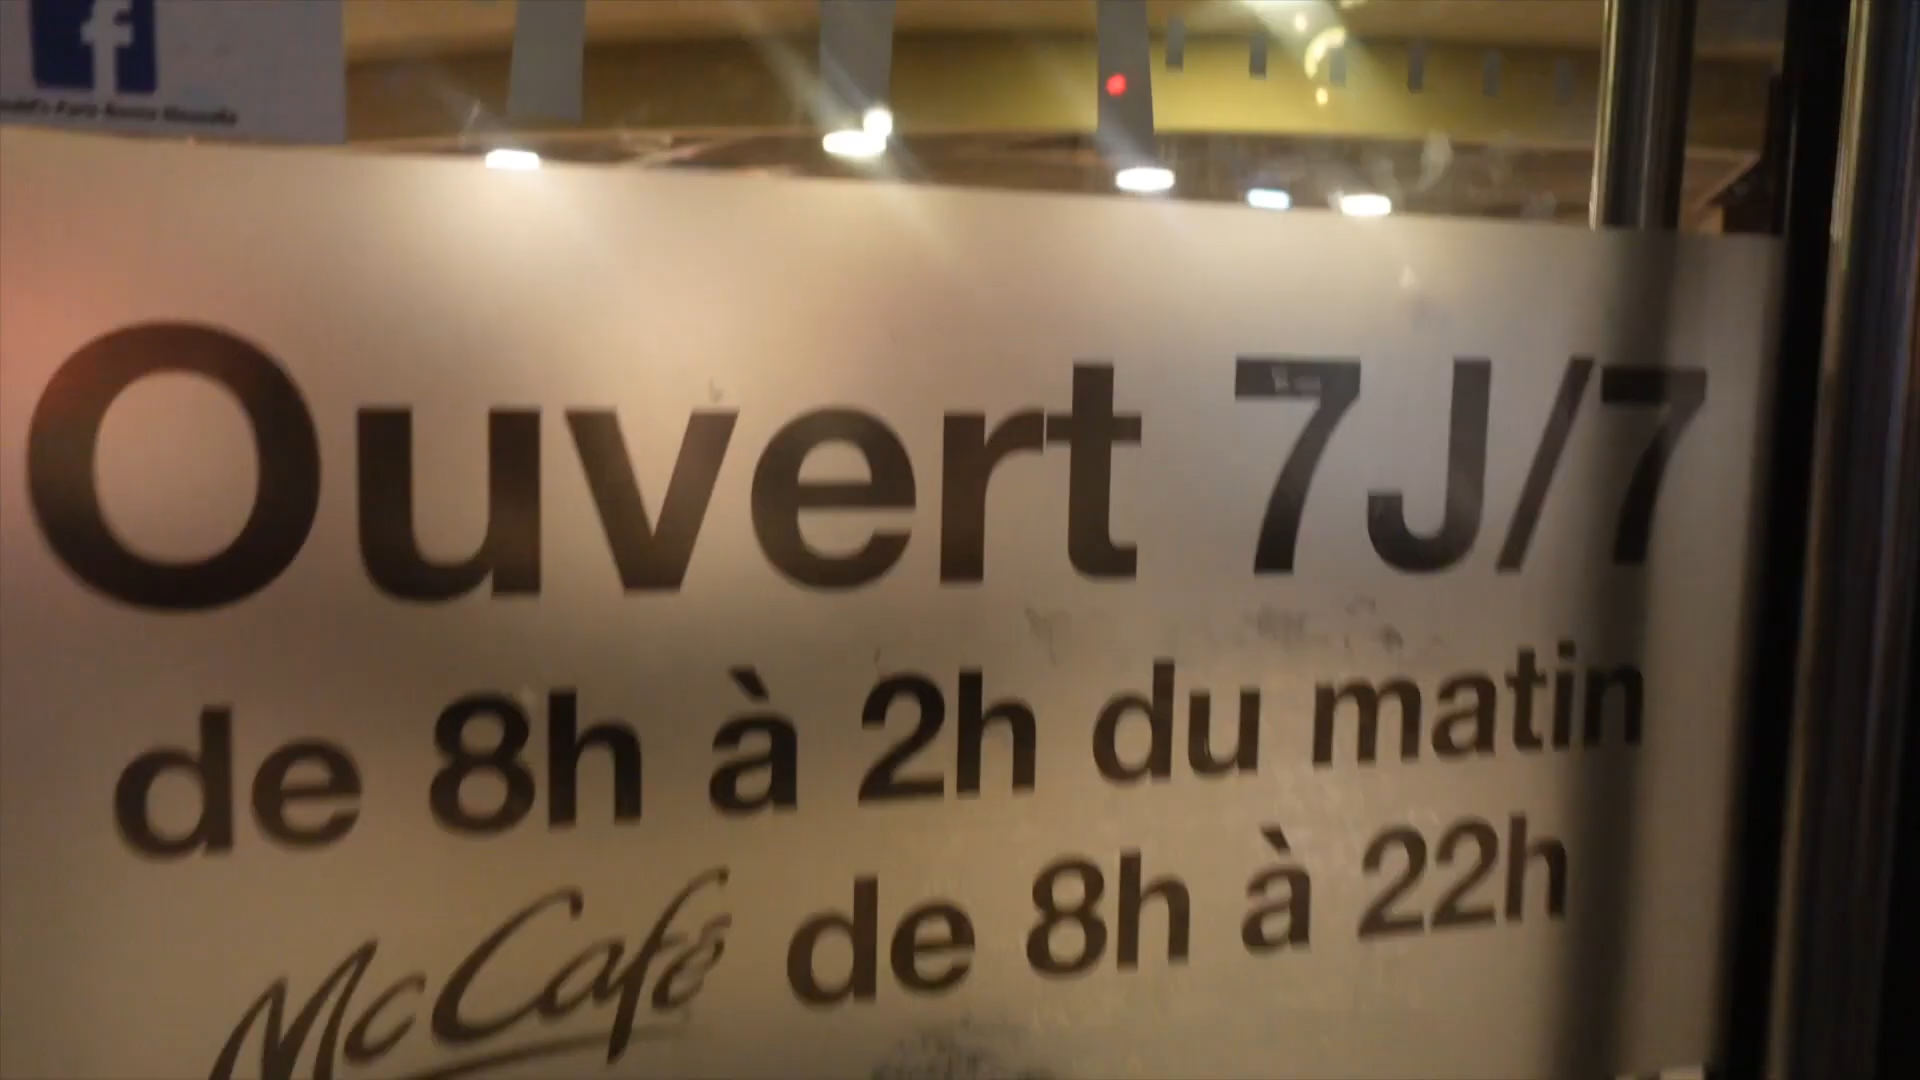 Ouvert 7J/7
de 8h à 2h du matin
McCafé de 8h à 22h